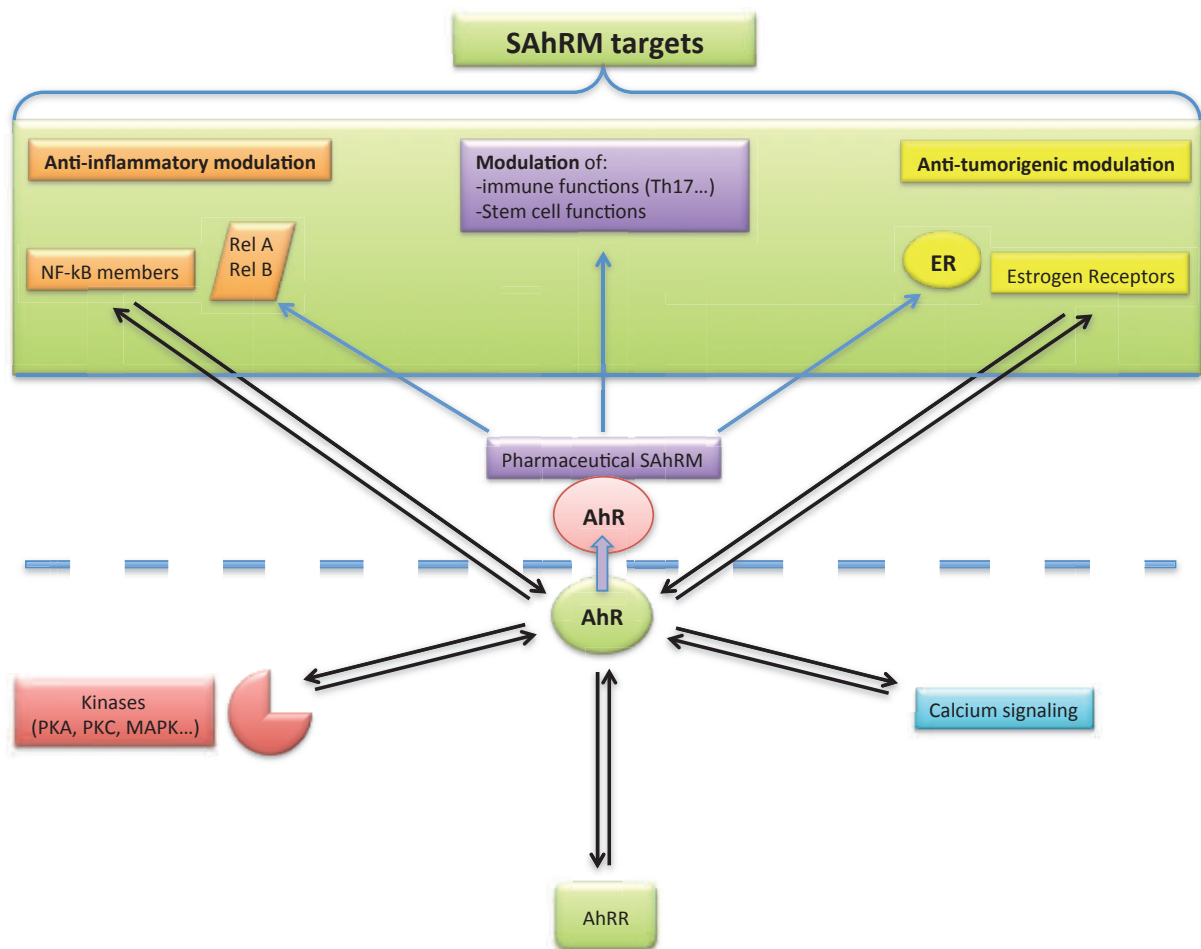 SAhRM targets
Anti-inflammatory modulation
Modulation of:
-immune functions (Th17...)
-Stem cell functions
Anti-tumorigenic modulation
Rel A
Rel B
NF-kB members
ER
Estrogen Receptors
Pharmaceutical SAhRM
AhR
AhR
Kinases
(PKA, PKC, MAPK...)
Calcium signaling
AhRR